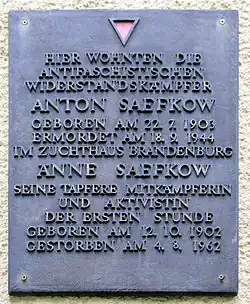 HIER WOHNTEN DIE
ANTIFASCHISTISCHEN
WIDERSTANDSKÄMPFER
ANTON SAEFKOW
GEBOREN AM 22. 7. 1903
ERMORDET AM 18. 9. 1944
IM ZUCHTHAUS BRANDENBURG
ÄNNE SAEFKOW
SEINE TAPFERE MITKÄMPFERIN
UND AKTIVISTIN
DER ERSTEN STUNDE
GEBOREN AM 12. 10. 1902
GESTORBEN AM 4. 8. 1962